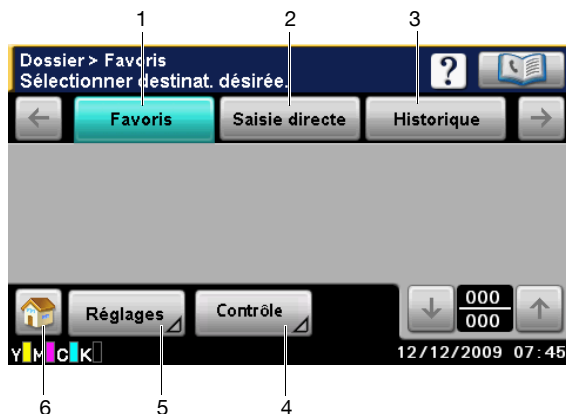 1 2 3
Dossier > Favoris
Sélectionner destinat. désirée.
?
Favoris Saisie directe Historique
Réglages Contrôle 000
000
Y M C K 12/12/2009 07:45
6 5 4